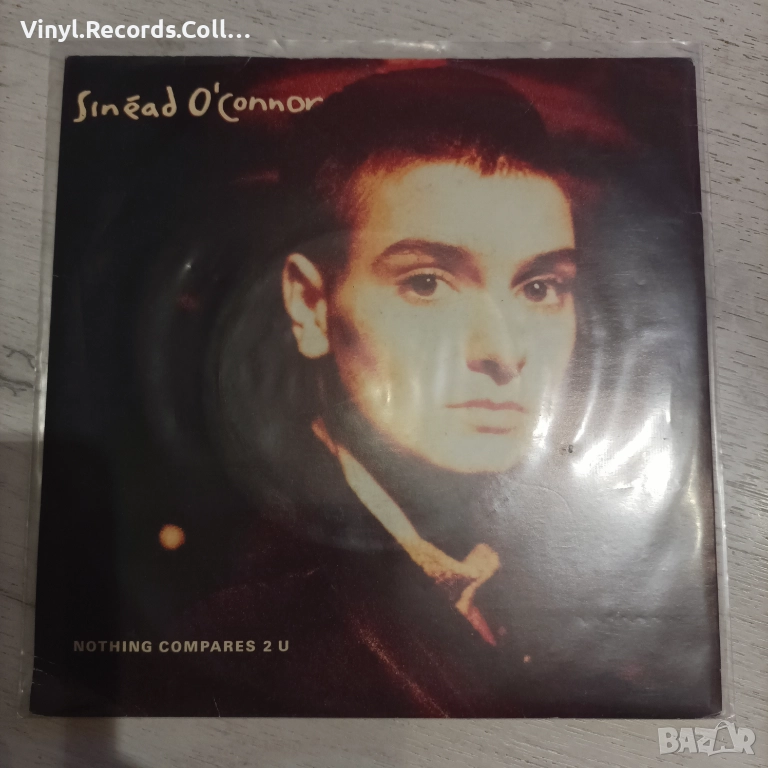 Vinyl.Records.Coll...
Sinéad O'Connor
NOTHING COMPARES 2 U
BAZAR